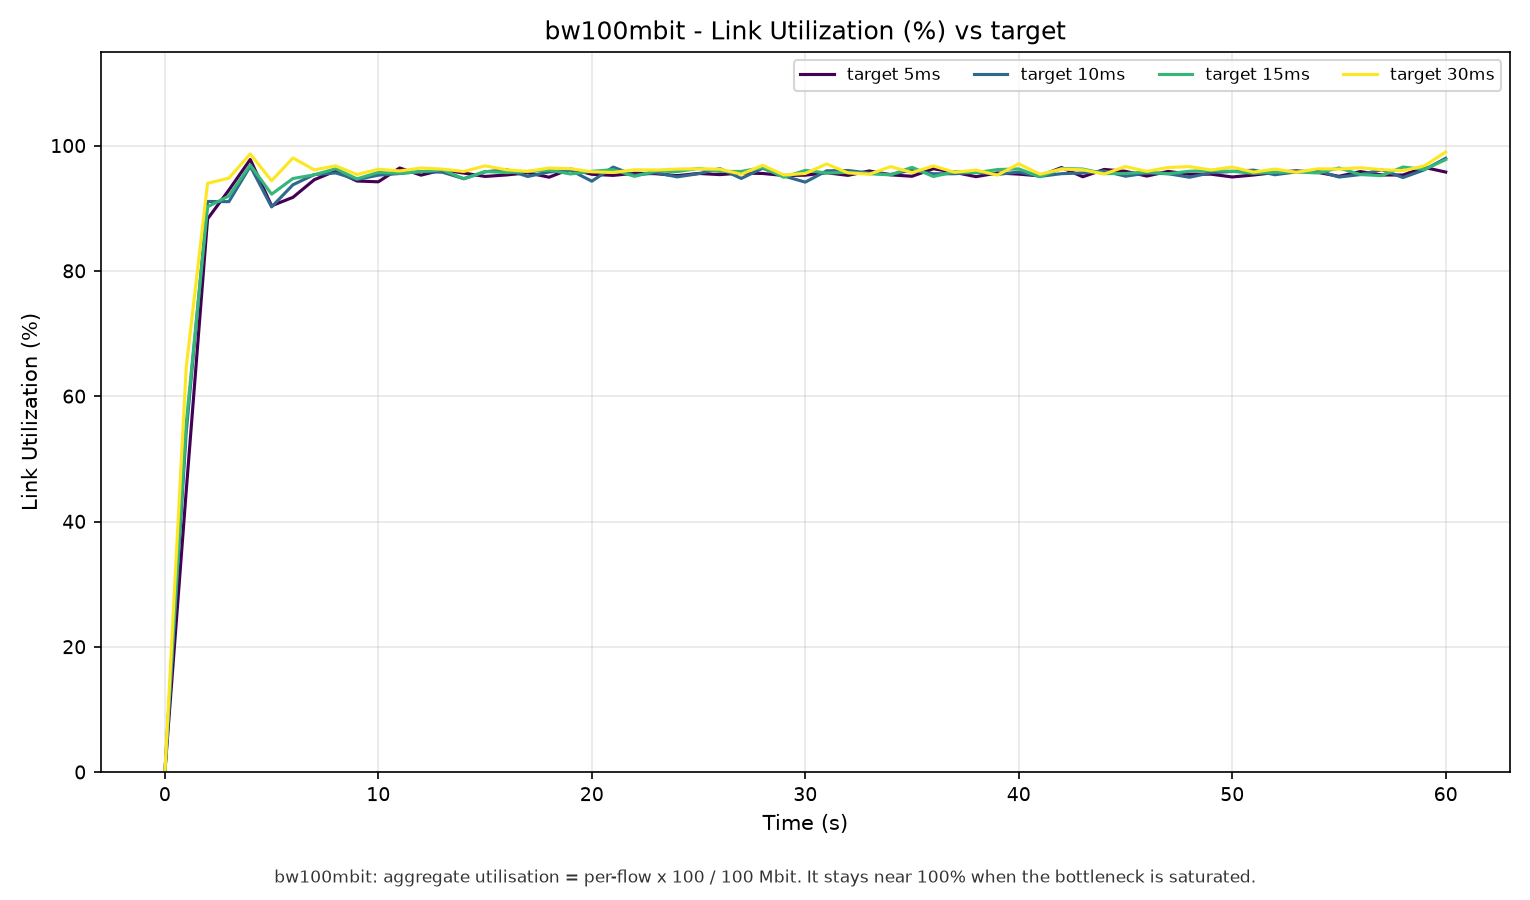 bw100mbit - Link Utilization (%) vs target
target 5ms target 10ms target 15ms target 30ms
Link Utilization (%)
100
80
60
40
20
0
0 10 20 30 40 50 60
Time (s)
bw100mbit: aggregate utilisation = per-flow x 100 / 100 Mbit. It stays near 100% when the bottleneck is saturated.